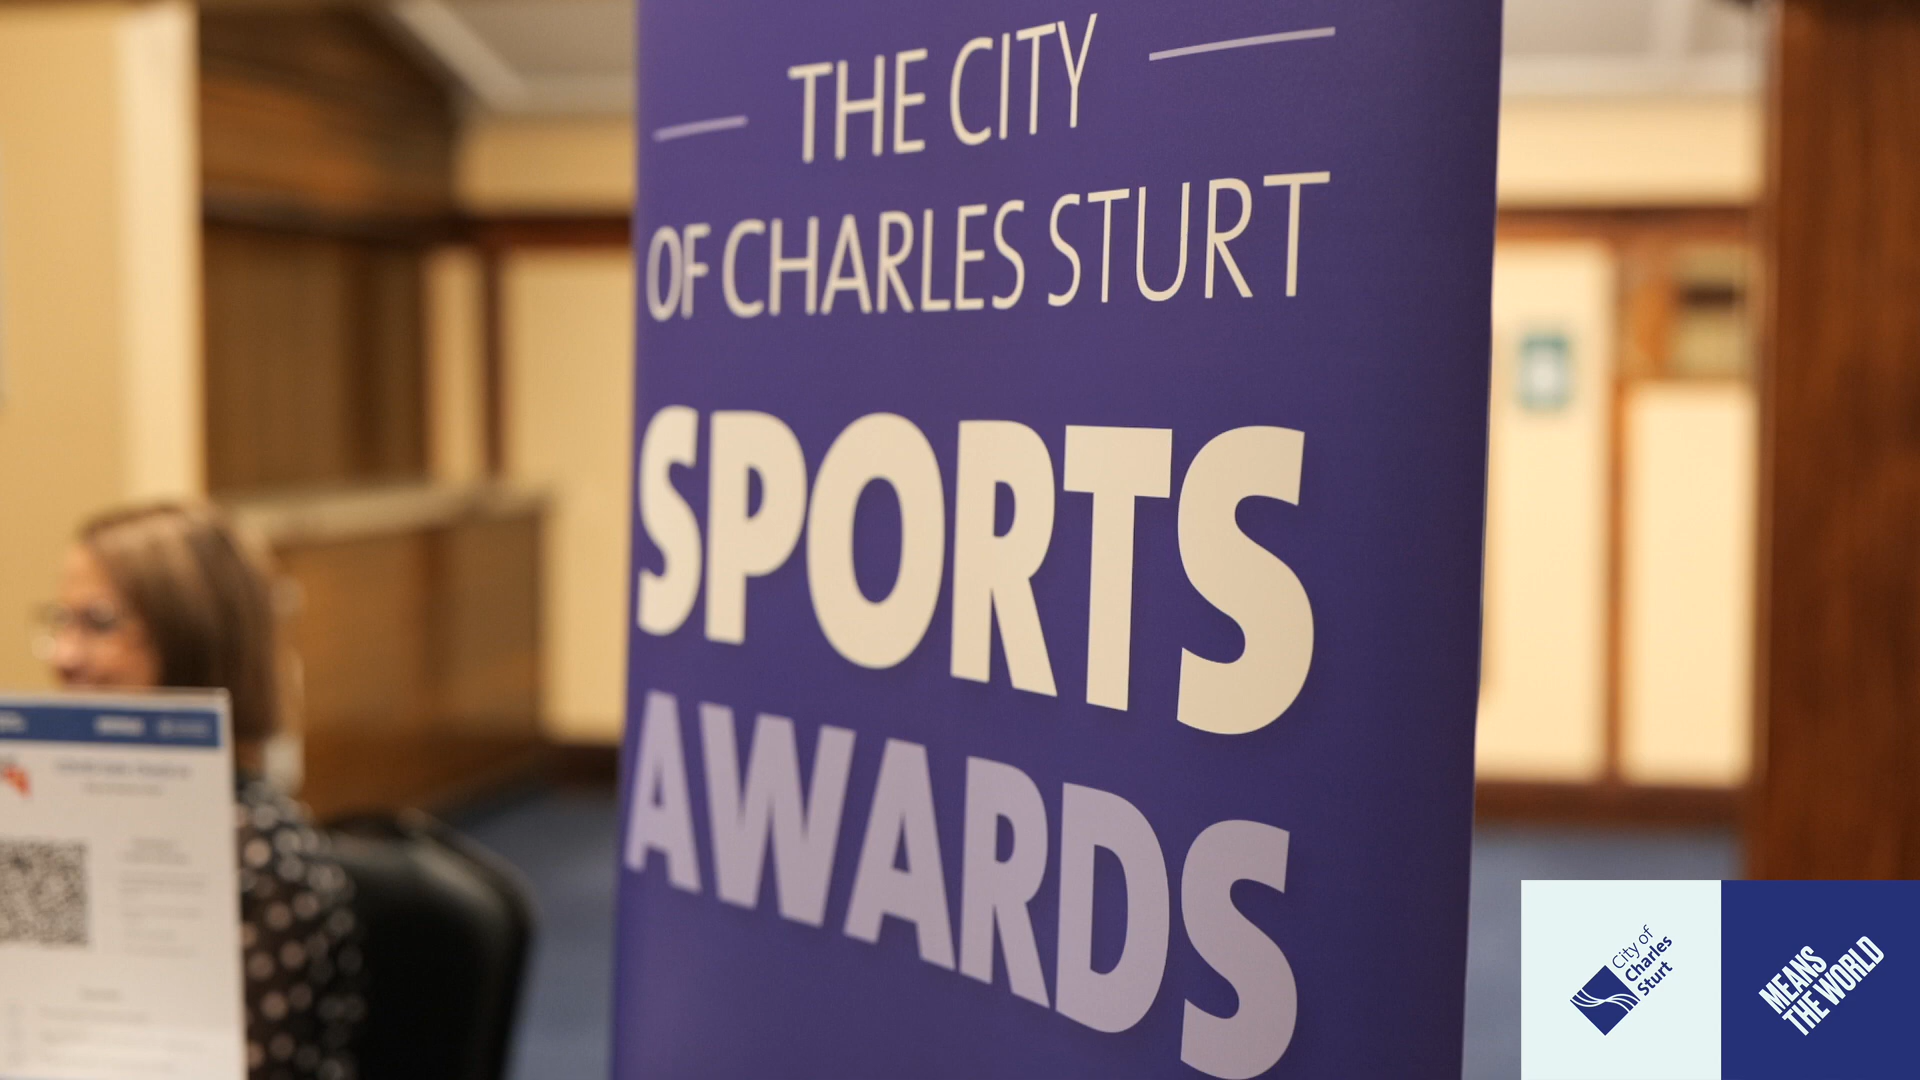 THE CITY
OF CHARLES STURT
SPORTS
AWARDS
City of
Charles
Sturt
MEANS
THE WORLD